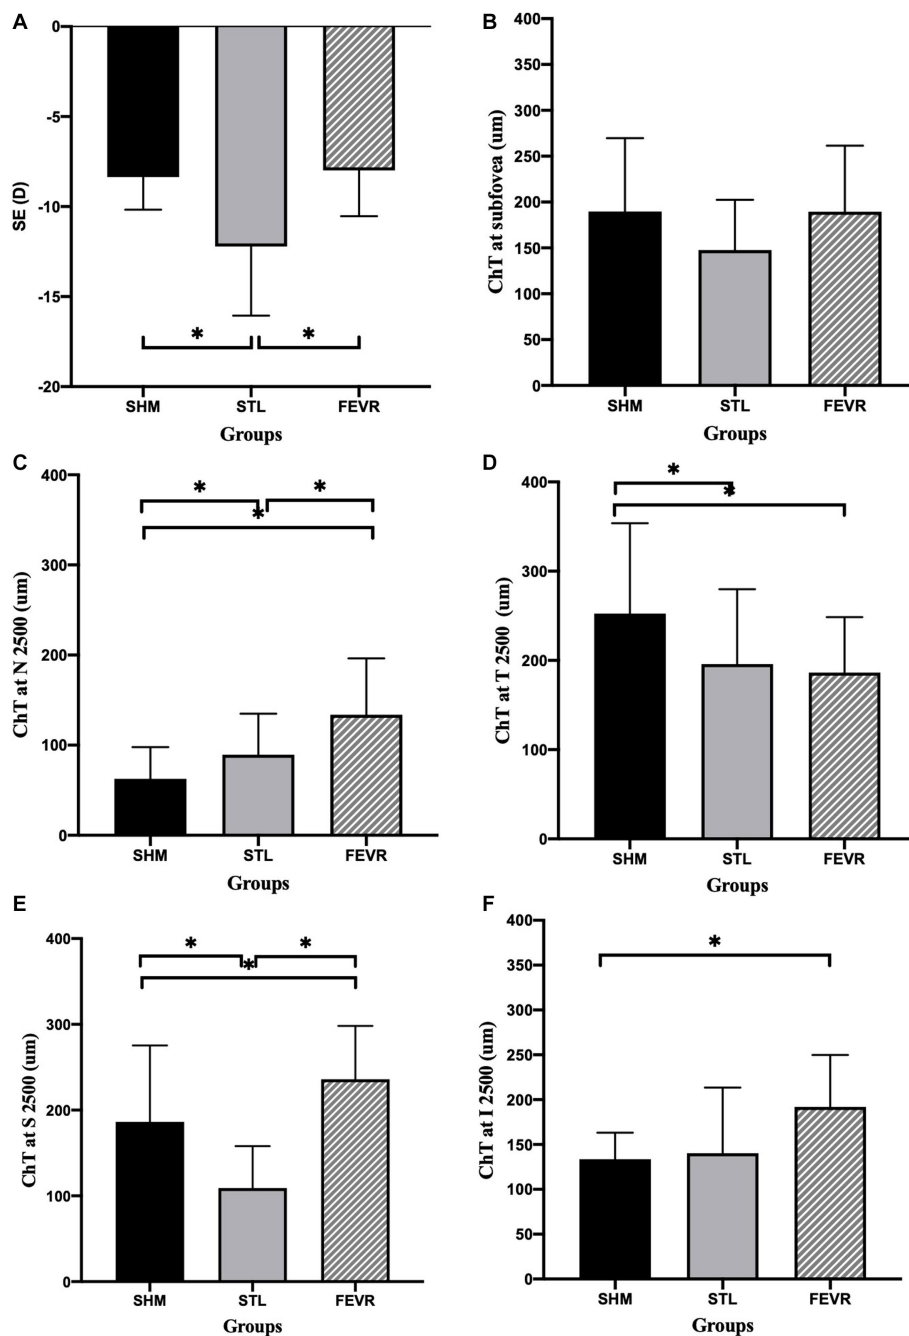 A
SE (D)
0
-5
-10
-15
-20
*
*
SHM
STL
FEVR
Groups
B
ChT at subfovea (um)
400
350
300
250
200
150
100
50
0
SHM
STL
FEVR
Groups
C
ChT at N 2500 (um)
400
300
200
100
0
*
*
*
SHM
STL
FEVR
Groups
D
ChT at T 2500 (um)
400
300
200
100
0
*
*
SHM
STL
FEVR
Groups
E
ChT at S 2500 (um)
400
300
200
100
0
*
*
*
SHM
STL
FEVR
Groups
F
ChT at I 2500 (um)
400
350
300
250
200
150
100
50
0
*
SHM
STL
FEVR
Groups